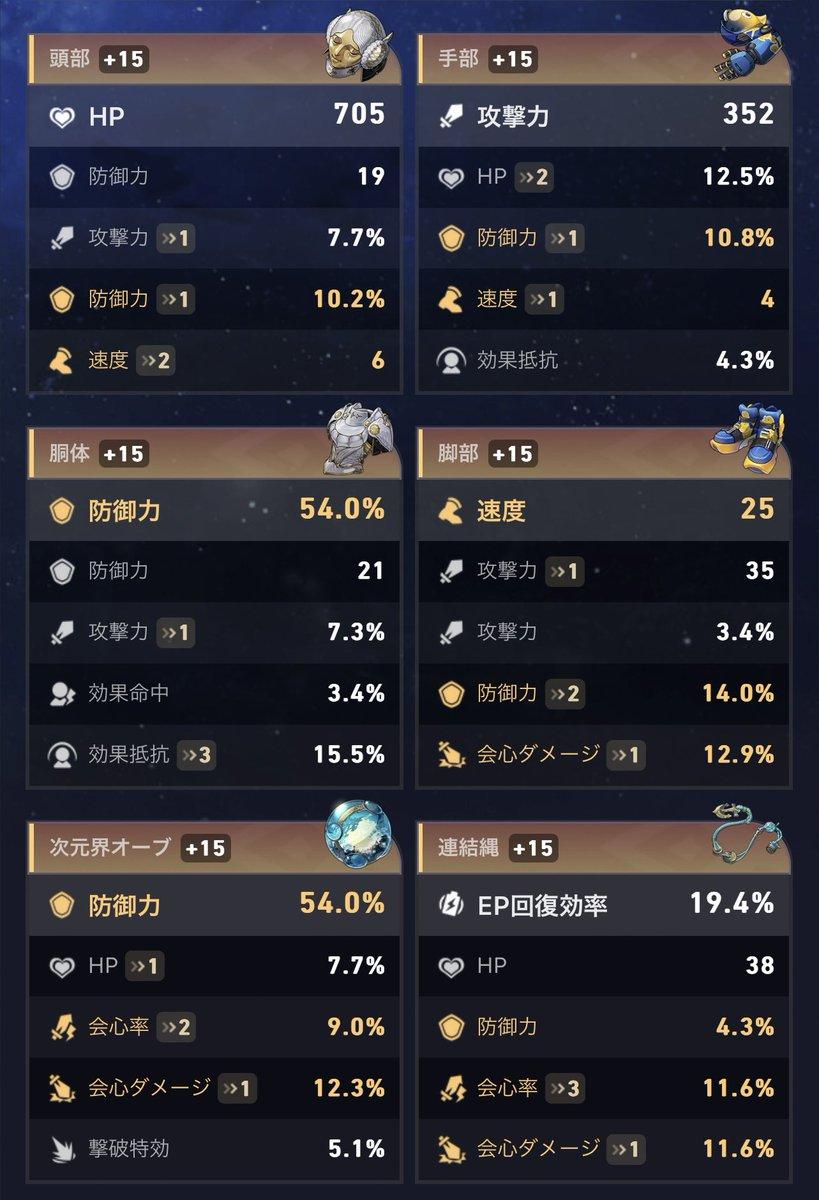 頭部 +15
HP 705
防御力 19
攻撃力 »1 7.7%
防御力 »1 10.2%
速度 »2 6
手部 +15
攻撃力 352
HP »2 12.5%
防御力 »1 10.8%
速度 »1 4
効果抵抗 4.3%
胴体 +15
防御力 54.0%
防御力 21
攻撃力 »1 7.3%
効果命中 3.4%
効果抵抗 »3 15.5%
脚部 +15
速度 25
攻撃力 »1 35
攻撃力 3.4%
防御力 »2 14.0%
会心ダメージ »1 12.9%
次元界オーブ +15
防御力 54.0%
HP »1 7.7%
会心率 »2 9.0%
会心ダメージ »1 12.3%
撃破特効 5.1%
連結縄 +15
EP回復効率 19.4%
HP 38
防御力 4.3%
会心率 »3 11.6%
会心ダメージ »1 11.6%